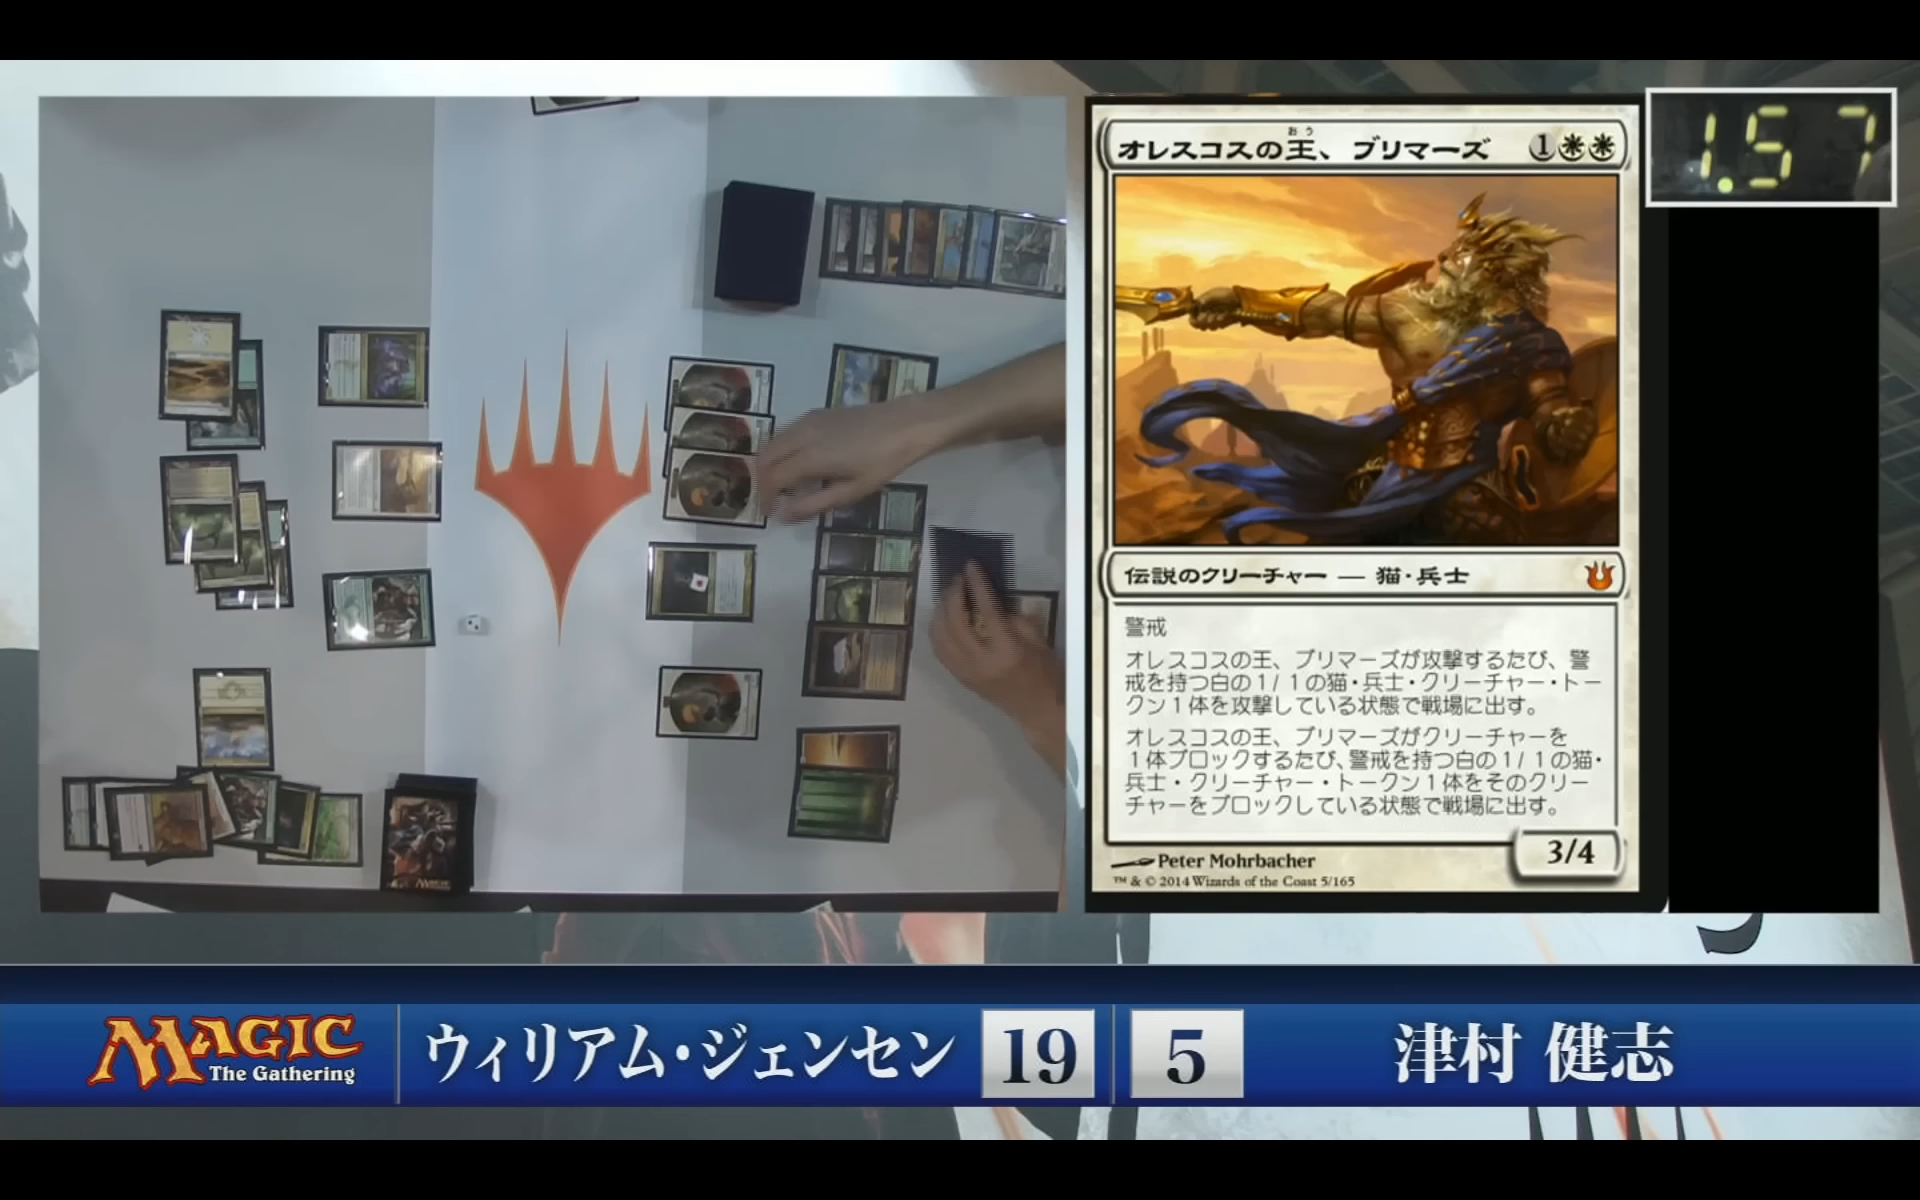 オレスコスの王、ブリマーズ
おう
1
1.57
伝説のクリーチャー — 猫・兵士
警戒
オレスコスの王、ブリマーズが攻撃するたび、警
戒を持つ白の１/１の猫・兵士・クリーチャー・トー
クン１体を攻撃している状態で戦場に出す。
オレスコスの王、ブリマーズがクリーチャーを
１体ブロックするたび、警戒を持つ白の１/１の猫・
兵士・クリーチャー・トークン１体をそのクリー
チャーをブロックしている状態で戦場に出す。
3/4
Peter Mohrbacher
™ & © 2014 Wizards of the Coast 5/165
MAGIC
MAGIC
The Gathering
ウィリアム・ジェンセン
19
5
津村 健志